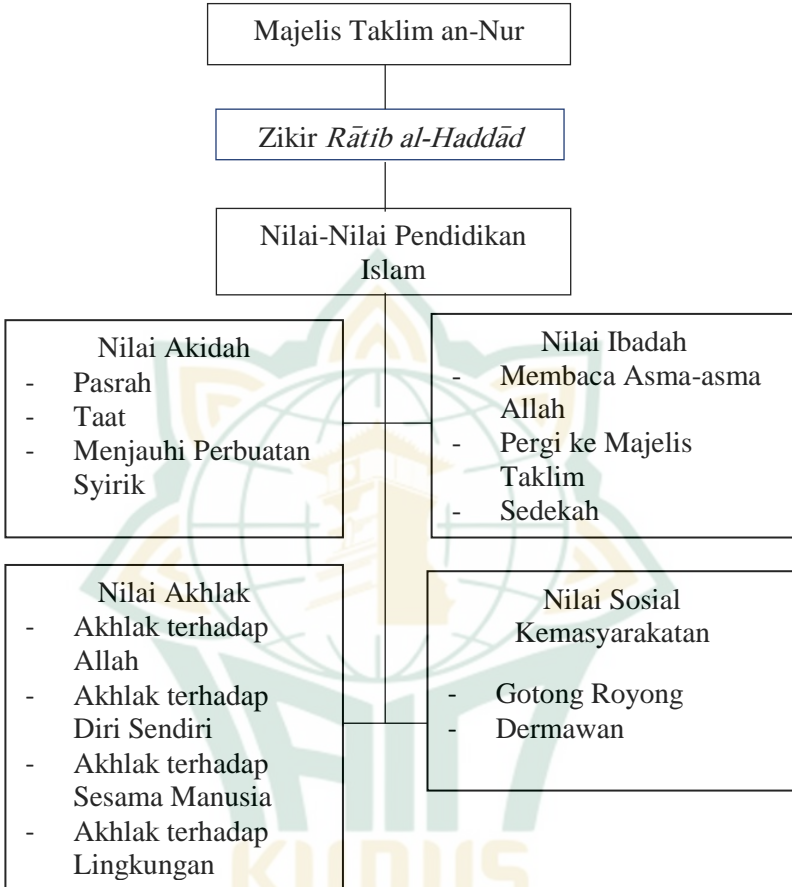 Majelis Taklim an-Nur
Zikir Rātib al-Haddād
Nilai-Nilai Pendidikan
Islam
Nilai Akidah
- Pasrah
- Taat
- Menjauhi Perbuatan
Syirik
Nilai Ibadah
- Membaca Asma-asma
Allah
- Pergi ke Majelis
Taklim
- Sedekah
Nilai Akhlak
- Akhlak terhadap
Allah
- Akhlak terhadap
Diri Sendiri
- Akhlak terhadap
Sesama Manusia
- Akhlak terhadap
Lingkungan
Nilai Sosial
Kemasyarakatan
- Gotong Royong
- Dermawan
KUDUS